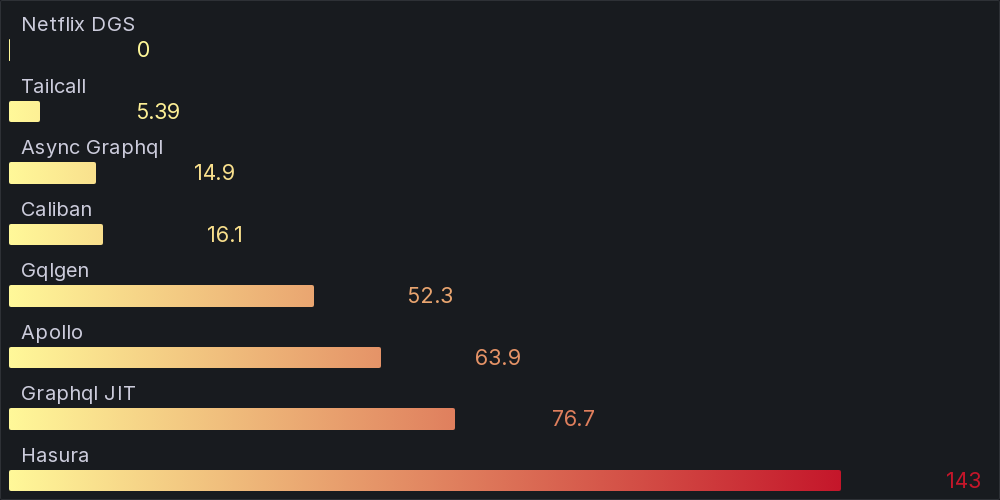 Netflix DGS
0
Tailcall
5.39
Async Graphql
14.9
Caliban
16.1
Gqlgen
52.3
Apollo
63.9
Graphql JIT
76.7
Hasura
143